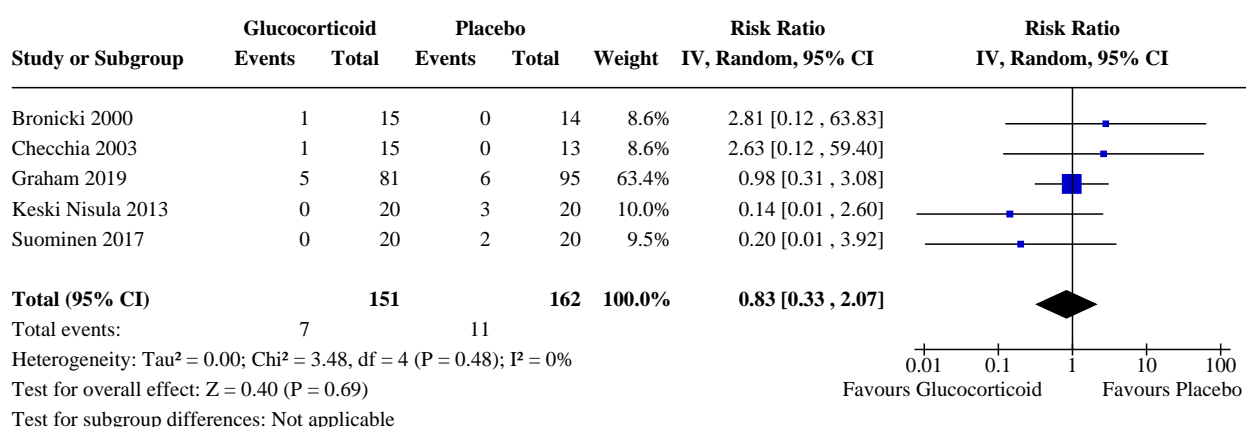 Glucocorticoid Placebo Risk Ratio Risk Ratio
Study or Subgroup Events Total Events Total Weight IV, Random, 95% CI IV, Random, 95% CI
Bronicki 2000 1 15 0 14 8.6% 2.81 [0.12 , 63.83]
Checchia 2003 1 15 0 13 8.6% 2.63 [0.12 , 59.40]
Graham 2019 5 81 6 95 63.4% 0.98 [0.31 , 3.08]
Keski Nisula 2013 0 20 3 20 10.0% 0.14 [0.01 , 2.60]
Suominen 2017 0 20 2 20 9.5% 0.20 [0.01 , 3.92]
Total (95% CI) 151 162 100.0% 0.83 [0.33 , 2.07]
Total events: 7 11
Heterogeneity: Tau² = 0.00; Chi² = 3.48, df = 4 (P = 0.48); I² = 0%
0.01 0.1 1 10 100
Test for overall effect: Z = 0.40 (P = 0.69)
Favours Glucocorticoid Favours Placebo
Test for subgroup differences: Not applicable